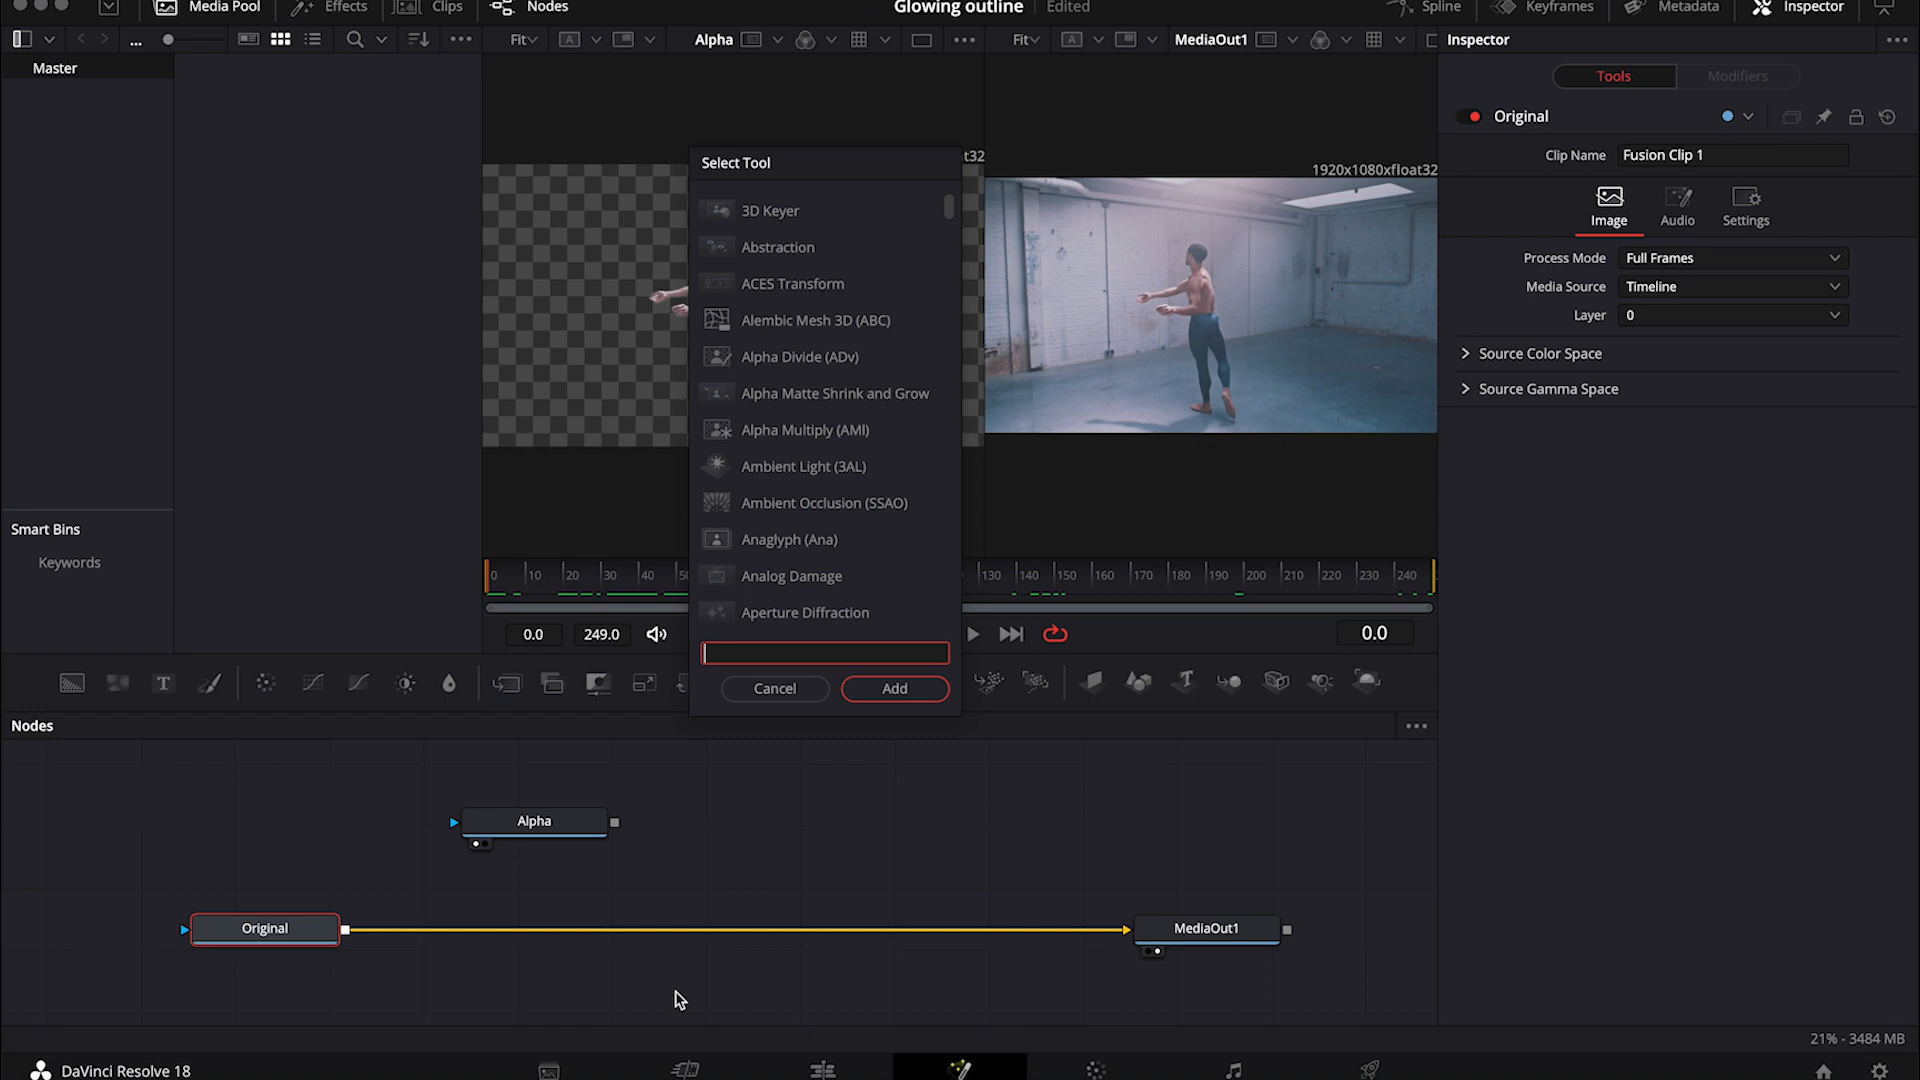 Media Pool Effects Clips Nodes Glowing outline Edited Spline Keyframes Metadata Inspector
... Fit A Alpha Fit A MediaOut1 Inspector
Master
Tools Modifiers
Original
Clip Name Fusion Clip 1
Image Audio Settings
Process Mode Full Frames
Media Source Timeline
Layer 0
Source Color Space
Source Gamma Space
t32
1920x1080xfloat32
Select Tool
3D Keyer
Abstraction
ACES Transform
Alembic Mesh 3D (ABC)
Alpha Divide (ADv)
Alpha Matte Shrink and Grow
Alpha Multiply (AMl)
Ambient Light (3AL)
Ambient Occlusion (SSAO)
Anaglyph (Ana)
Analog Damage
Aperture Diffraction
Cancel Add
Smart Bins
Keywords
0 10 20 30 40 130 140 150 160 170 180 190 200 210 220 230 240
0.0 249.0 0.0
T
Nodes
Alpha
Original MediaOut1
21% - 3484 MB
DaVinci Resolve 18